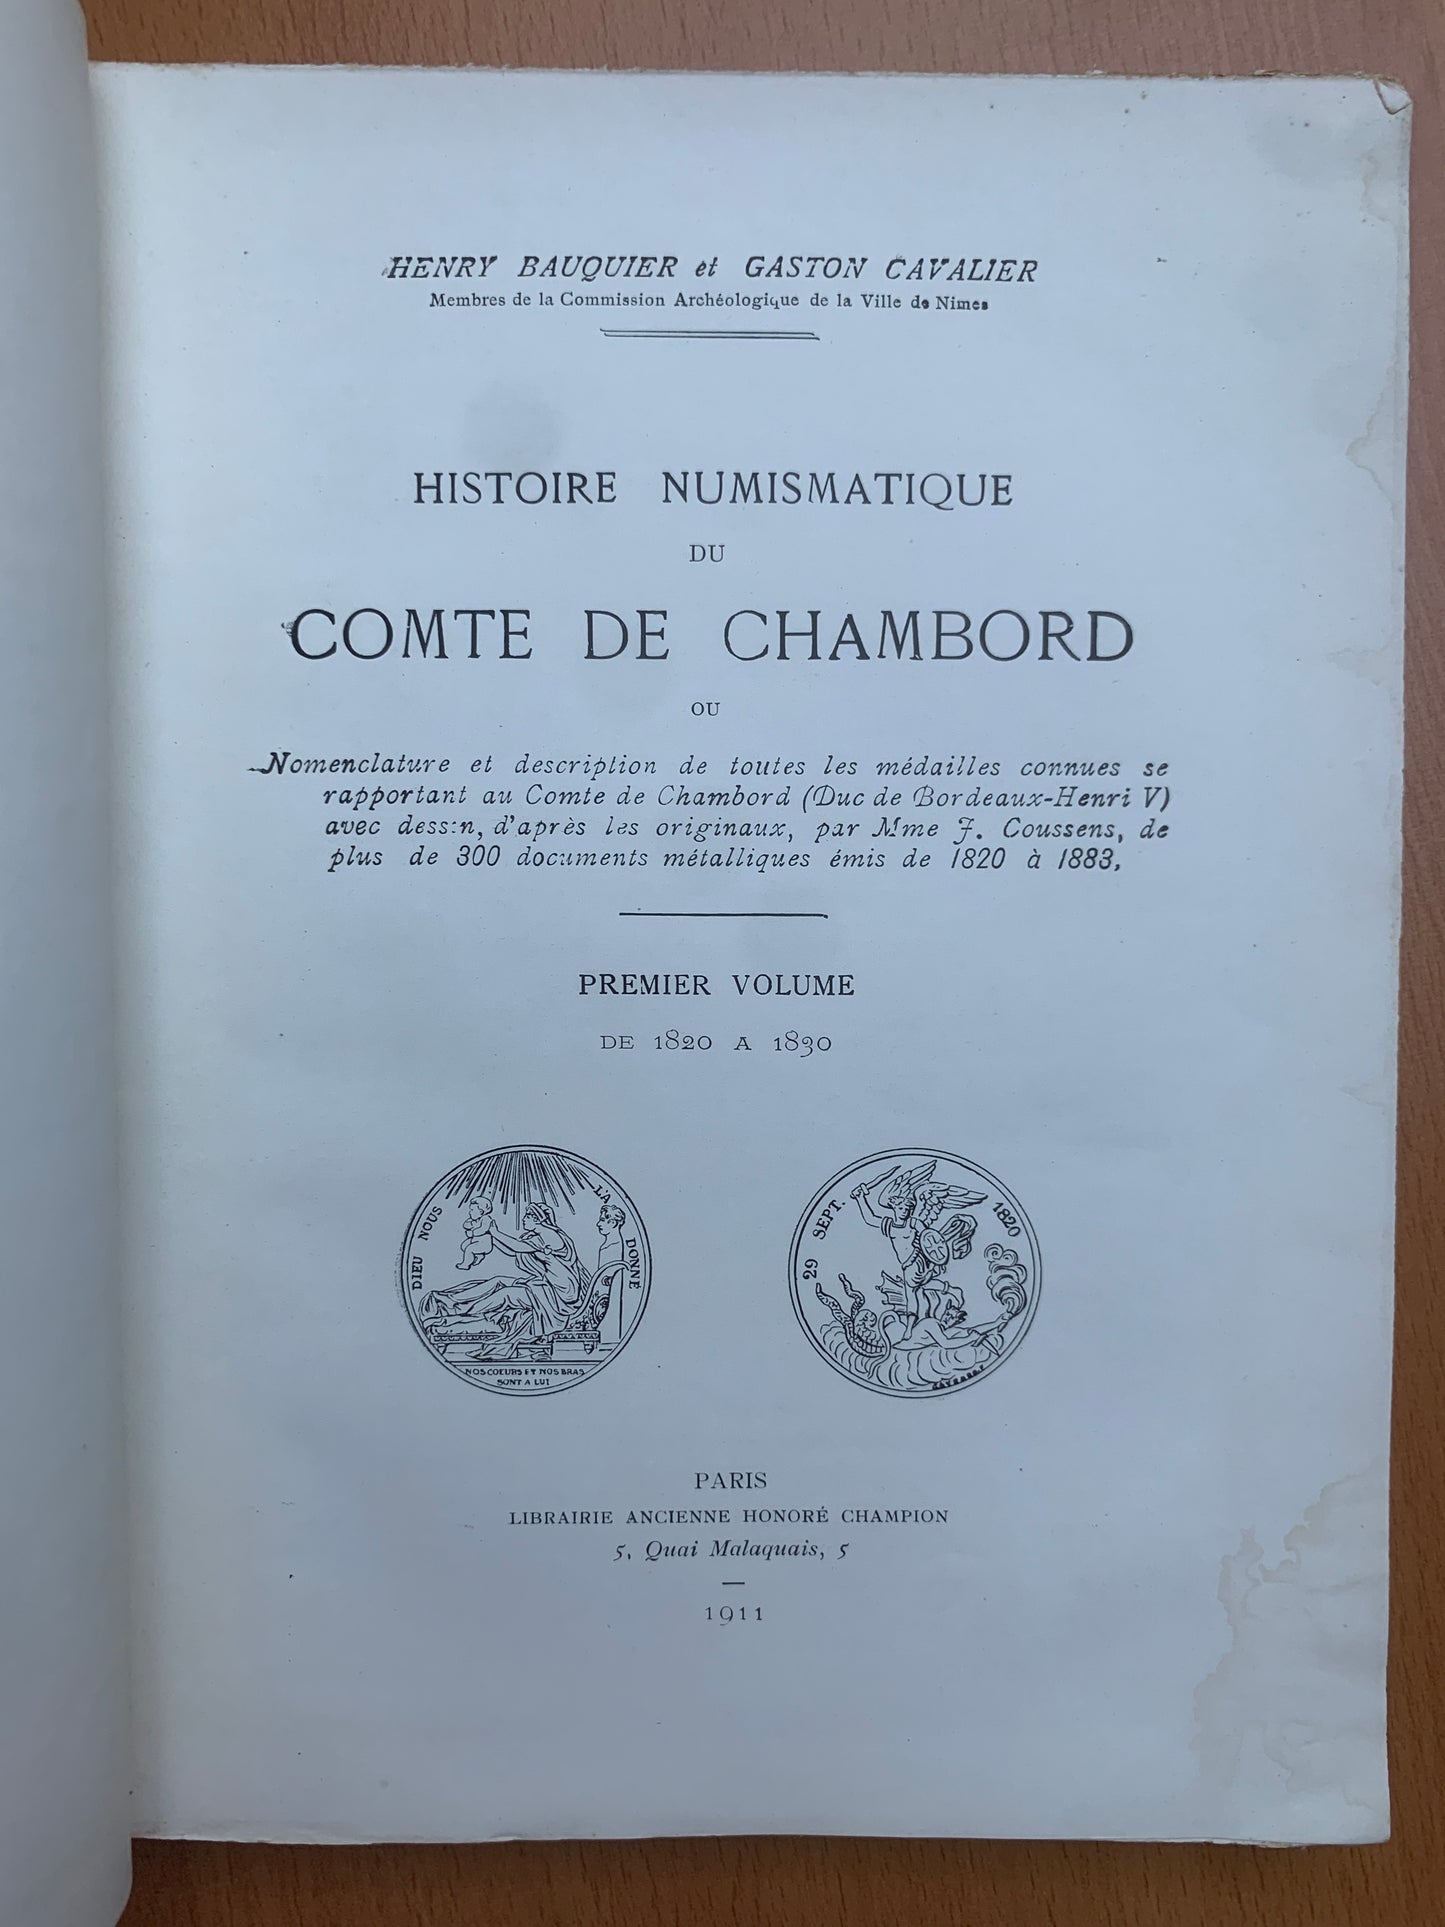 HENRY BAUQUIER et GASTON CAVALIER
Membres de la Commission Archéologique de la Ville de Nimes
HISTOIRE NUMISMATIQUE
DU
COMTE DE CHAMBORD
OU
Nomenclature et description de toutes les médailles connues se
rapportant au Comte de Chambord (Duc de Bordeaux-Henri V)
avec dessin, d'après les originaux, par Mme J. Coussens, de
plus de 300 documents métalliques émis de 1820 à 1883,
PREMIER VOLUME
DE 1820 A 1830
DIEU NOUS L'A DONNÉ
NOS COEURS ET NOS BRAS
SONT A LUI
29 SEPT. 1820
PARIS
LIBRAIRIE ANCIENNE HONORÉ CHAMPION
5, Quai Malaquais, 5
1911